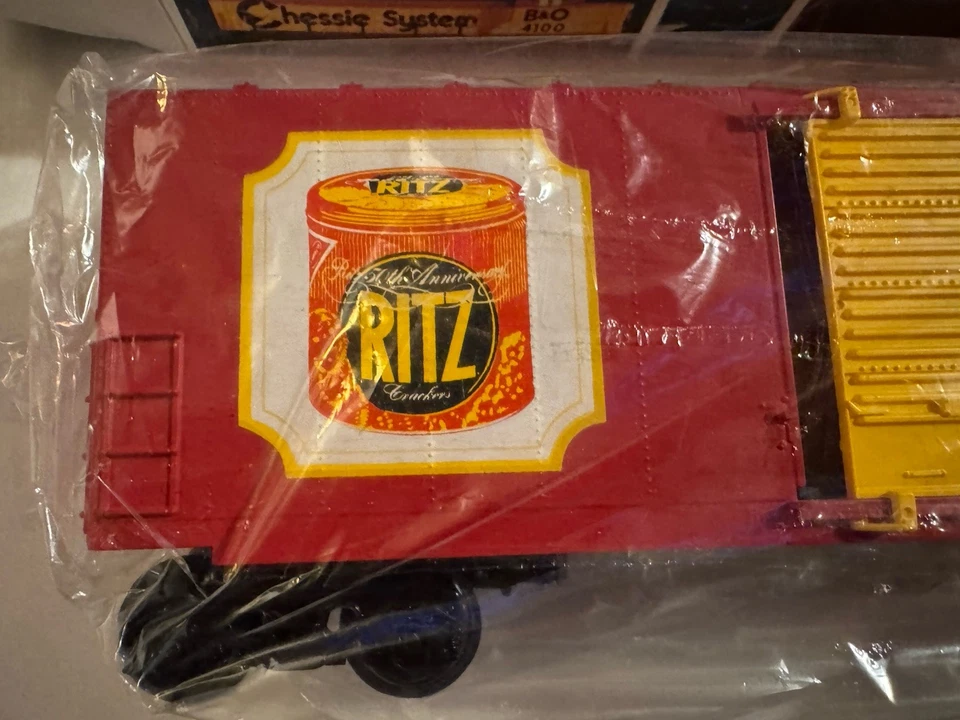 Chessie System
B&O
4100
RITZ
50th Anniversary
RITZ
Crackers